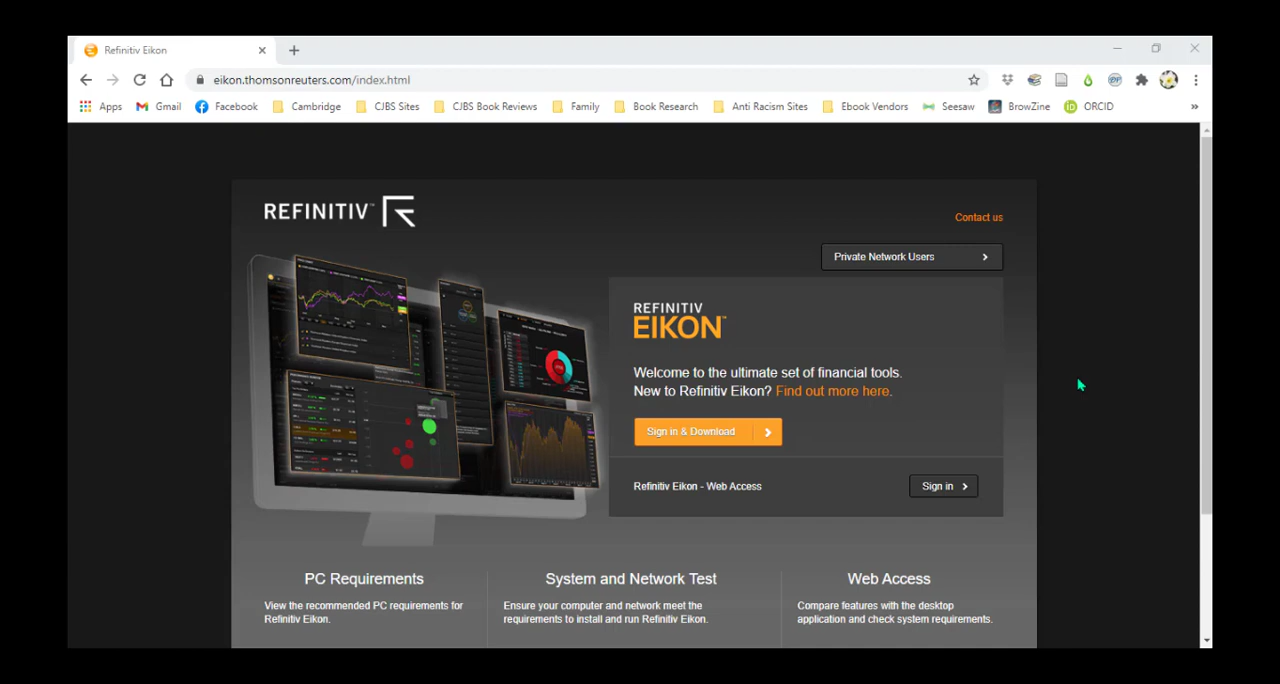 Refinitiv Eikon
eikon.thomsonreuters.com/index.html
Apps Gmail Facebook Cambridge CJBS Sites CJBS Book Reviews Family Book Research Anti Racism Sites Ebook Vendors Seesaw BrowZine ORCID »
REFINITIV™
Contact us
Private Network Users
REFINITIV
EIKON™
Welcome to the ultimate set of financial tools.
New to Refinitiv Eikon? Find out more here.
Sign in & Download
Refinitiv Eikon - Web Access
Sign in
PC Requirements
View the recommended PC requirements for
Refinitiv Eikon.
System and Network Test
Ensure your computer and network meet the
requirements to install and run Refinitiv Eikon.
Web Access
Compare features with the desktop
application and check system requirements.